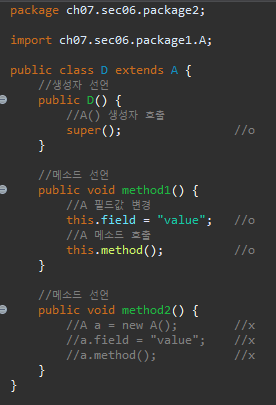 package ch07.sec06.package2;
import ch07.sec06.package1.A;
public class D extends A {
//생성자 선언
public D() {
//A() 생성자 호출
super(); //o
}
//메소드 선언
public void method1() {
//A 필드값 변경
this.field = "value"; //o
//A 메소드 호출
this.method(); //o
}
//메소드 선언
public void method2() {
//A a = new A(); //x
//a.field = "value"; //x
//a.method(); //x
}
}